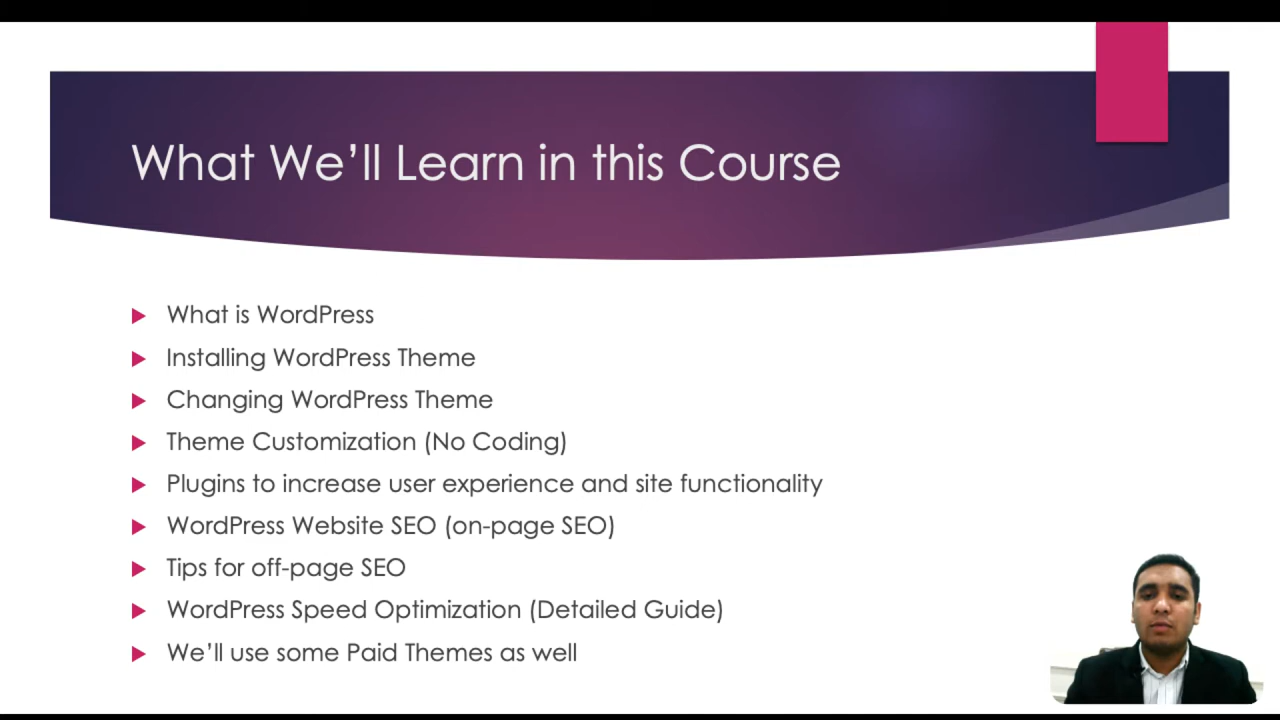 What We’ll Learn in this Course
What is WordPress
Installing WordPress Theme
Changing WordPress Theme
Theme Customization (No Coding)
Plugins to increase user experience and site functionality
WordPress Website SEO (on-page SEO)
Tips for off-page SEO
WordPress Speed Optimization (Detailed Guide)
We’ll use some Paid Themes as well